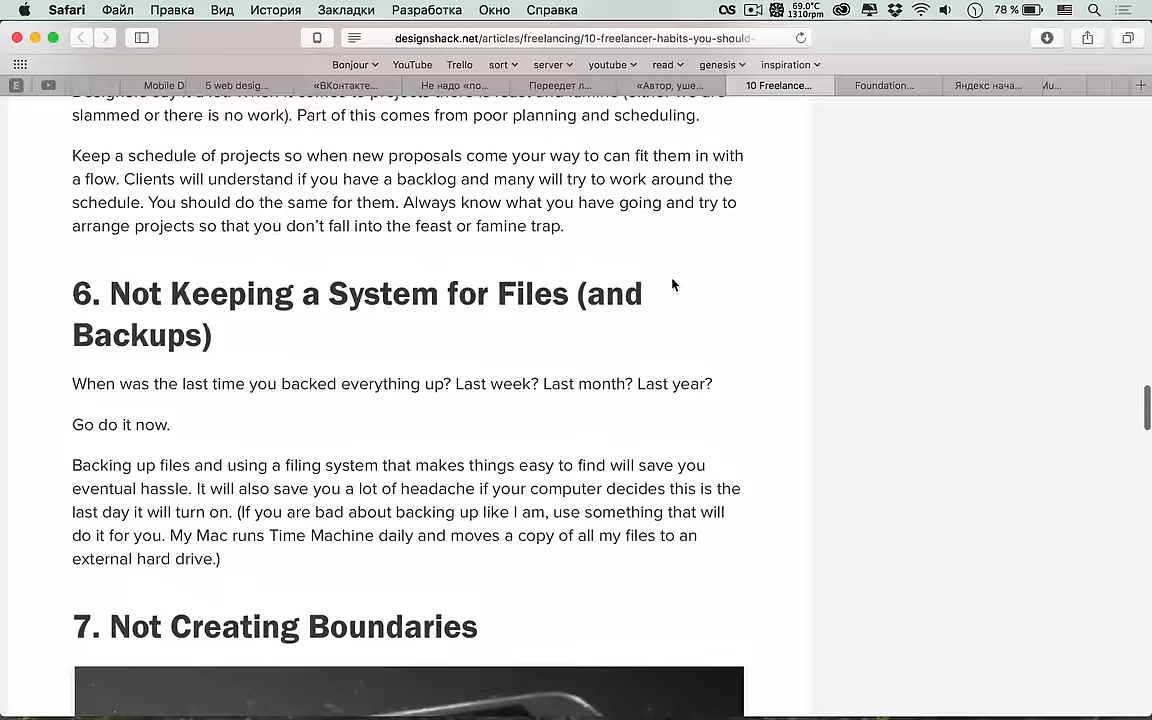 Safari Файл Правка Вид История Закладки Разработка Окно Справка 69.0°C 1310rpm 78 %
designshack.net/articles/freelancing/10-freelancer-habits-you-should-
Bonjour YouTube Trello sort server youtube read genesis inspiration
E Mobile D 5 web desig... «ВКонтакте... Не надо «по... Переедет л... «Автор, уше... 10 Freelance... Foundation... Яндекс нача... Mu...
slammed or there is no work). Part of this comes from poor planning and scheduling.
Keep a schedule of projects so when new proposals come your way to can fit them in with
a flow. Clients will understand if you have a backlog and many will try to work around the
schedule. You should do the same for them. Always know what you have going and try to
arrange projects so that you don’t fall into the feast or famine trap.
6. Not Keeping a System for Files (and
Backups)
When was the last time you backed everything up? Last week? Last month? Last year?
Go do it now.
Backing up files and using a filing system that makes things easy to find will save you
eventual hassle. It will also save you a lot of headache if your computer decides this is the
last day it will turn on. (If you are bad about backing up like I am, use something that will
do it for you. My Mac runs Time Machine daily and moves a copy of all my files to an
external hard drive.)
7. Not Creating Boundaries